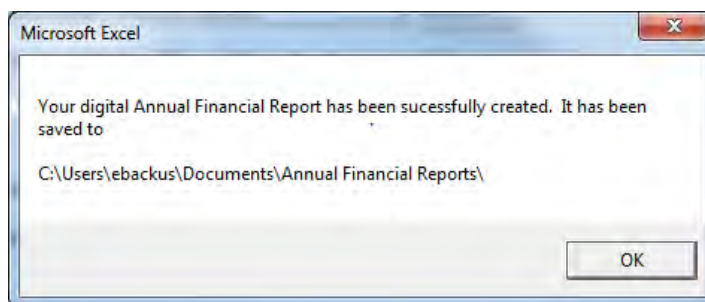 Microsoft Excel
Your digital Annual Financial Report has been sucessfully created.  It has been
saved to
C:\Users\ebackus\Documents\Annual Financial Reports\
OK